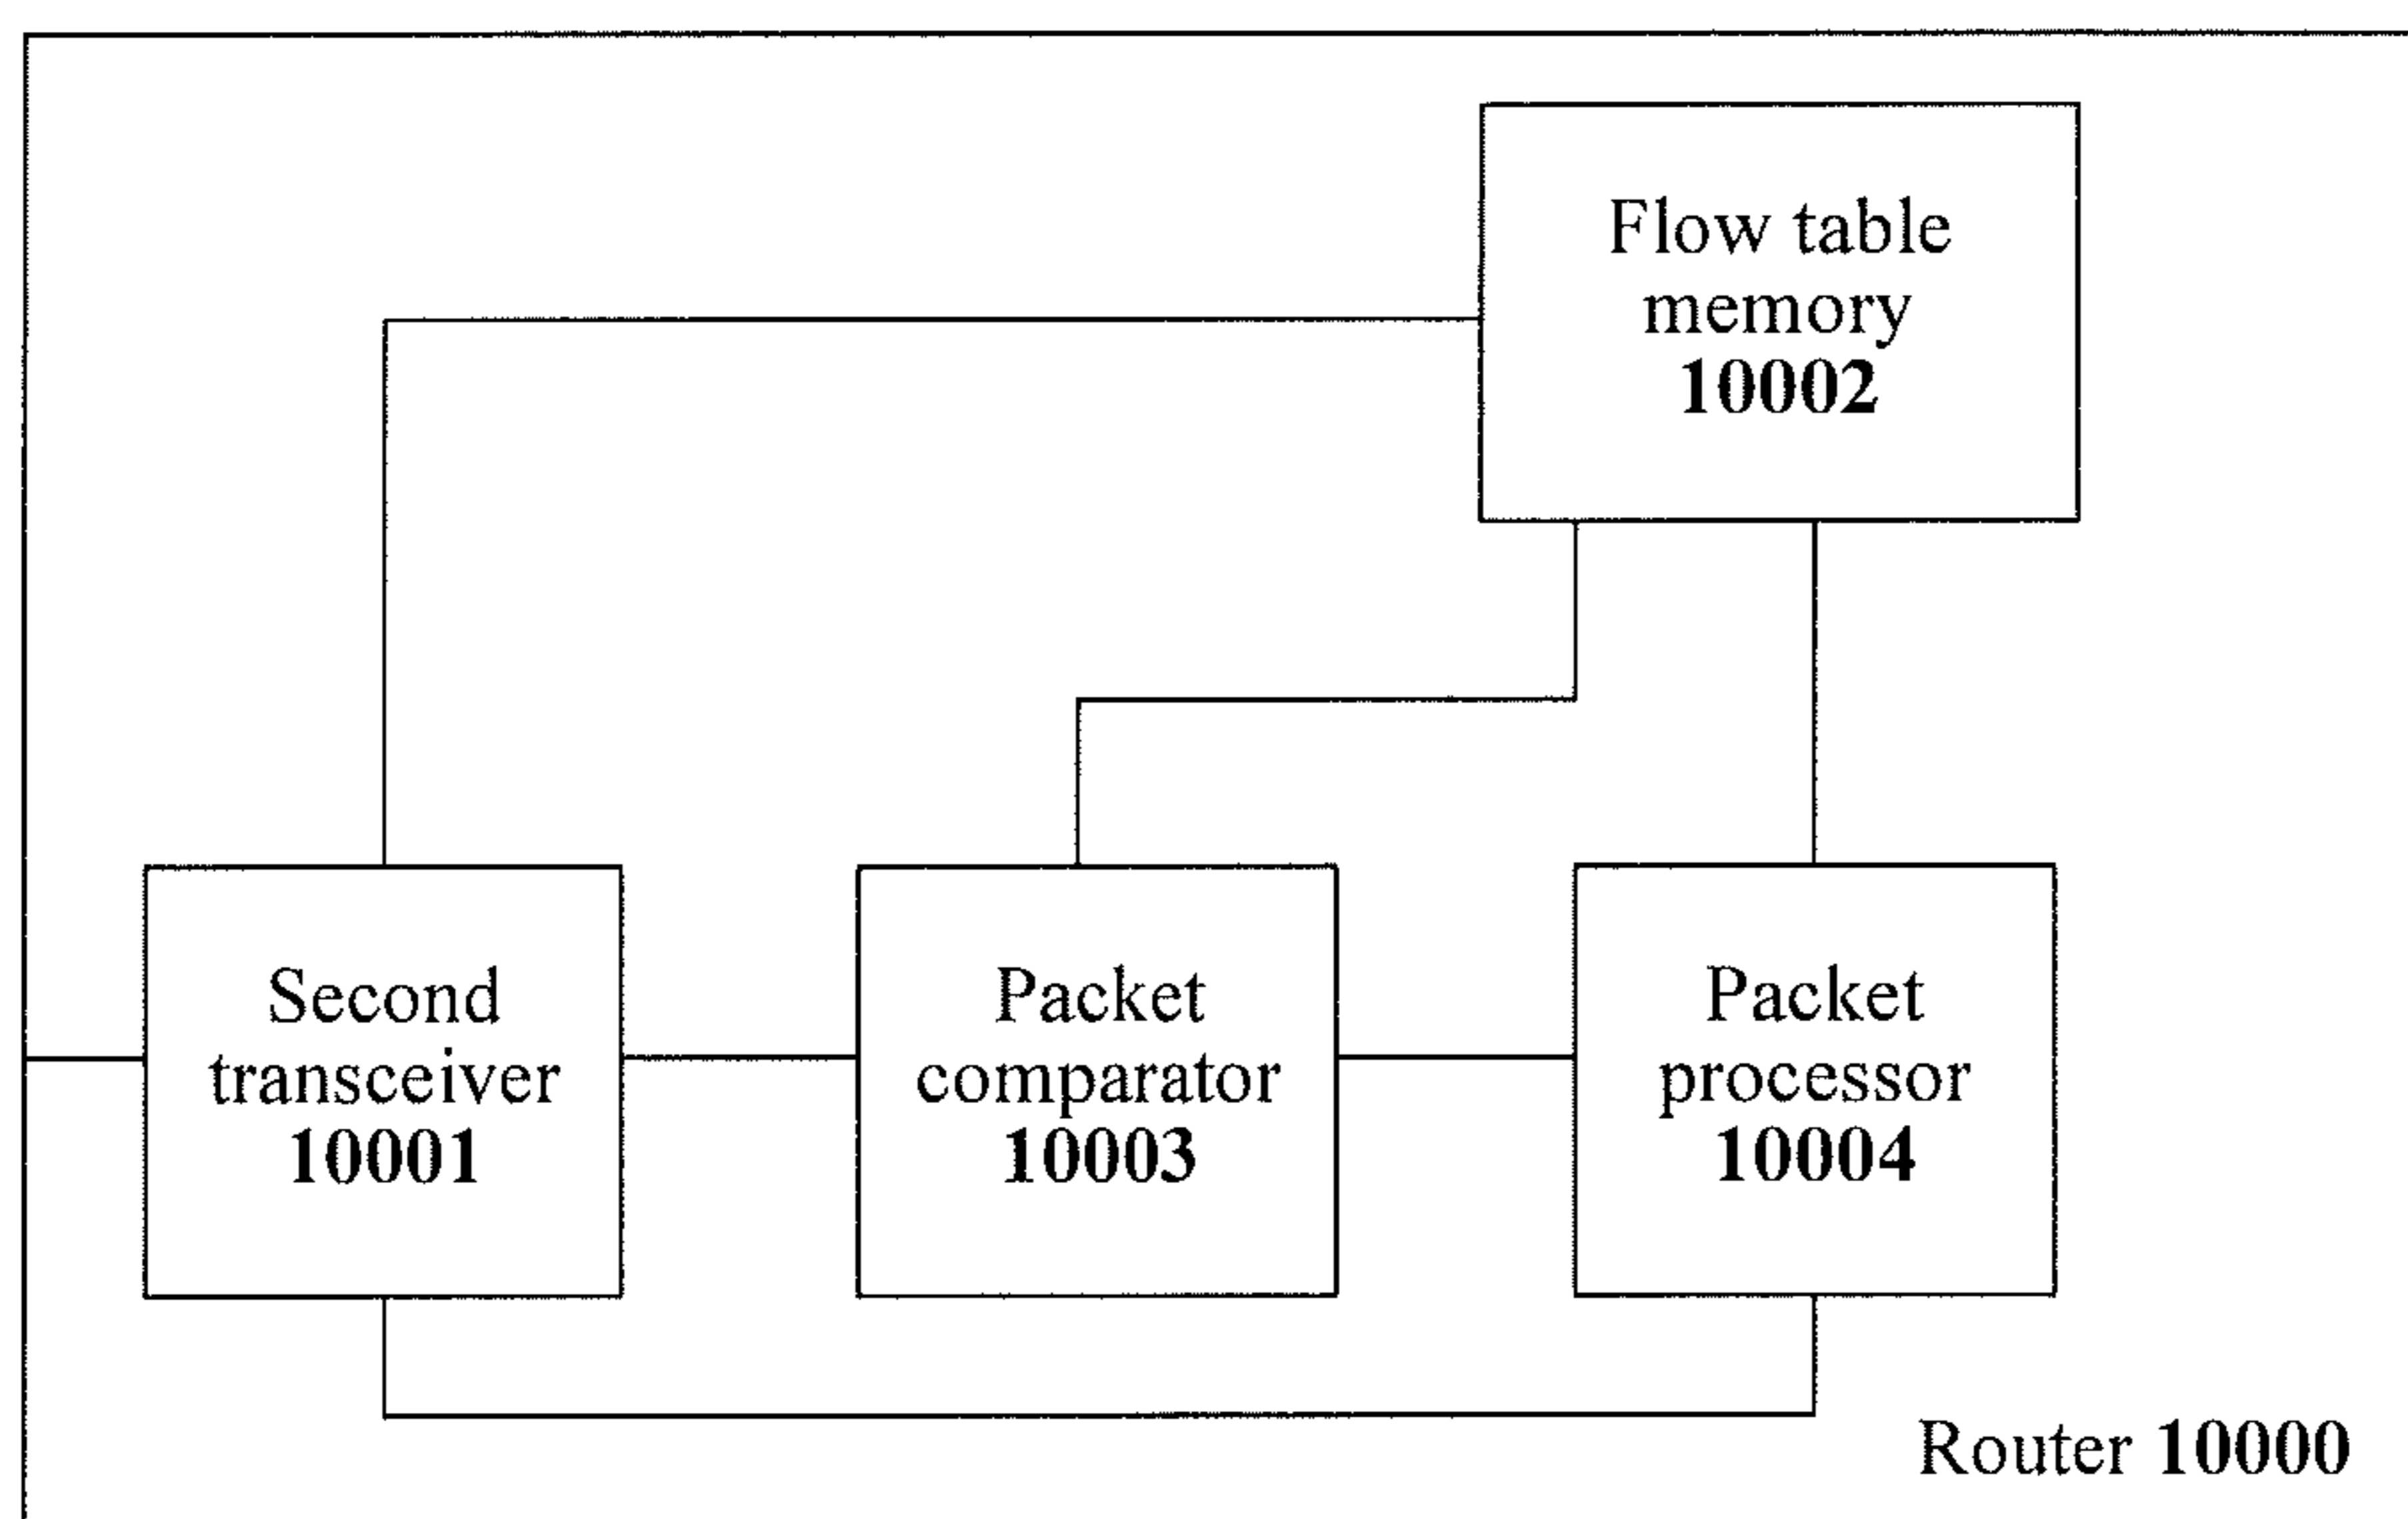 Flow table
memory
10002
Second
transceiver
10001
Packet
comparator
10003
Packet
processor
10004
Router 10000